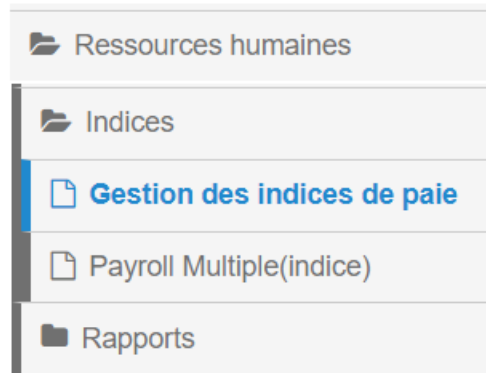 Ressources humaines
Indices
Gestion des indices de paie
Payroll Multiple(indice)
Rapports